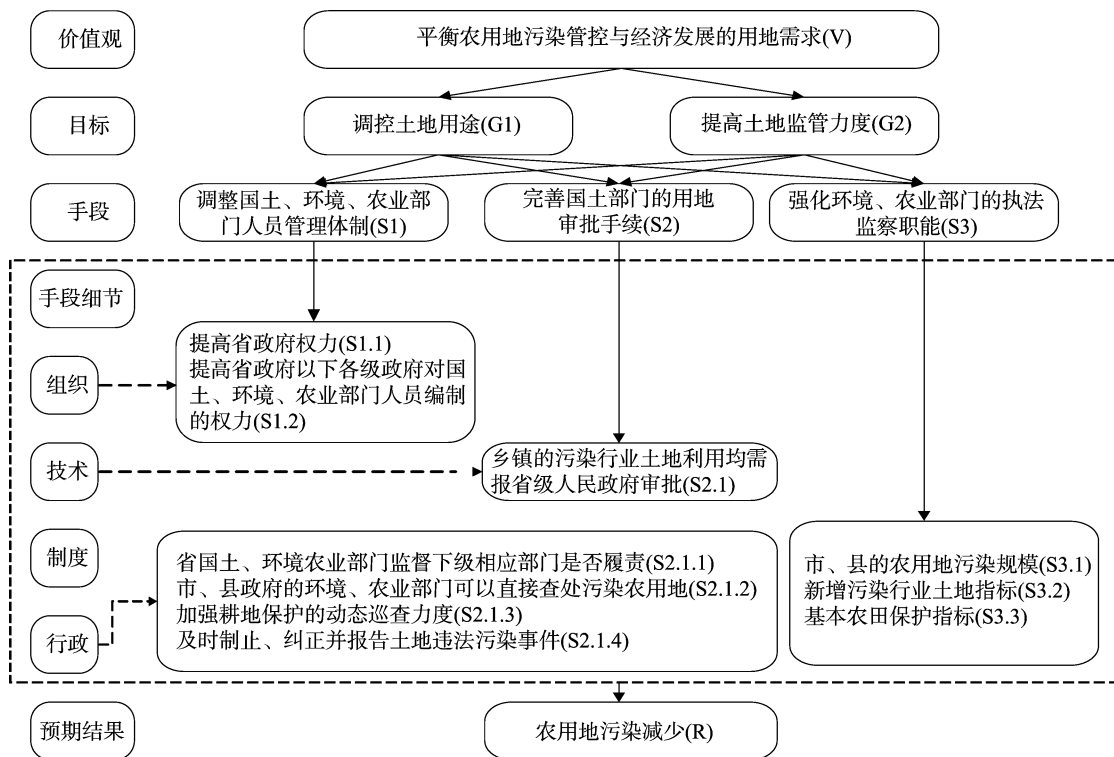 价值观
平衡农用地污染管控与经济发展的用地需求(V)
目标
调控土地用途(G1)
提高土地监管力度(G2)
手段
调整国土、环境、农业部
门人员管理体制(S1)
完善国土部门的用地
审批手续(S2)
强化环境、农业部门的执法
监察职能(S3)
手段细节
组织
提高省政府权力(S1.1)
提高省政府以下各级政府对国
土、环境、农业部门人员编制
的权力(S1.2)
技术
乡镇的污染行业土地利用均需
报省级人民政府审批(S2.1)
制度
行政
省国土、环境农业部门监督下级相应部门是否履责(S2.1.1)
市、县政府的环境、农业部门可以直接查处污染农用地(S2.1.2)
加强耕地保护的动态巡查力度(S2.1.3)
及时制止、纠正并报告土地违法污染事件(S2.1.4)
市、县的农用地污染规模(S3.1)
新增污染行业土地指标(S3.2)
基本农田保护指标(S3.3)
预期结果
农用地污染减少(R)